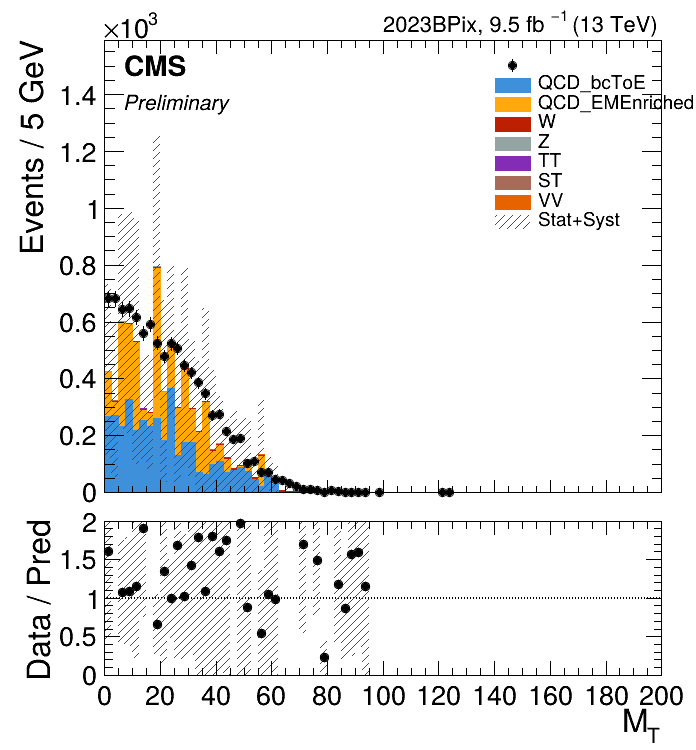 ×10³
2023BPix, 9.5 fb⁻¹ (13 TeV)
CMS
Preliminary
QCD_bcToE
QCD_EMEnriched
W
Z
TT
ST
VV
Stat+Syst
Events / 5 GeV
1.4
1.2
1
0.8
0.6
0.4
0.2
0
Data / Pred
2
1.5
1
0.5
0
0 20 40 60 80 100 120 140 160 180 200
M_T